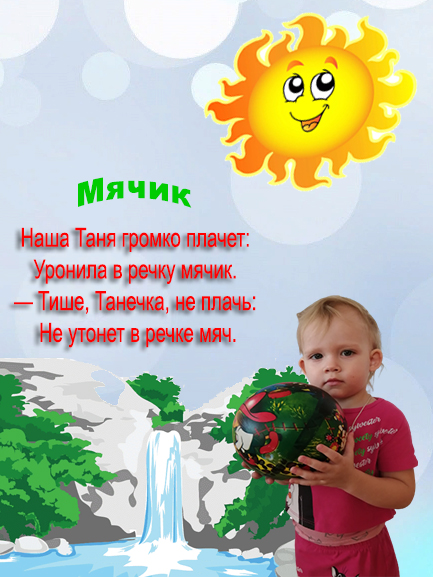 Мячик
Наша Таня громко плачет:
Уронила в речку мячик.
— Тише, Танечка, не плачь:
Не утонет в речке мяч.